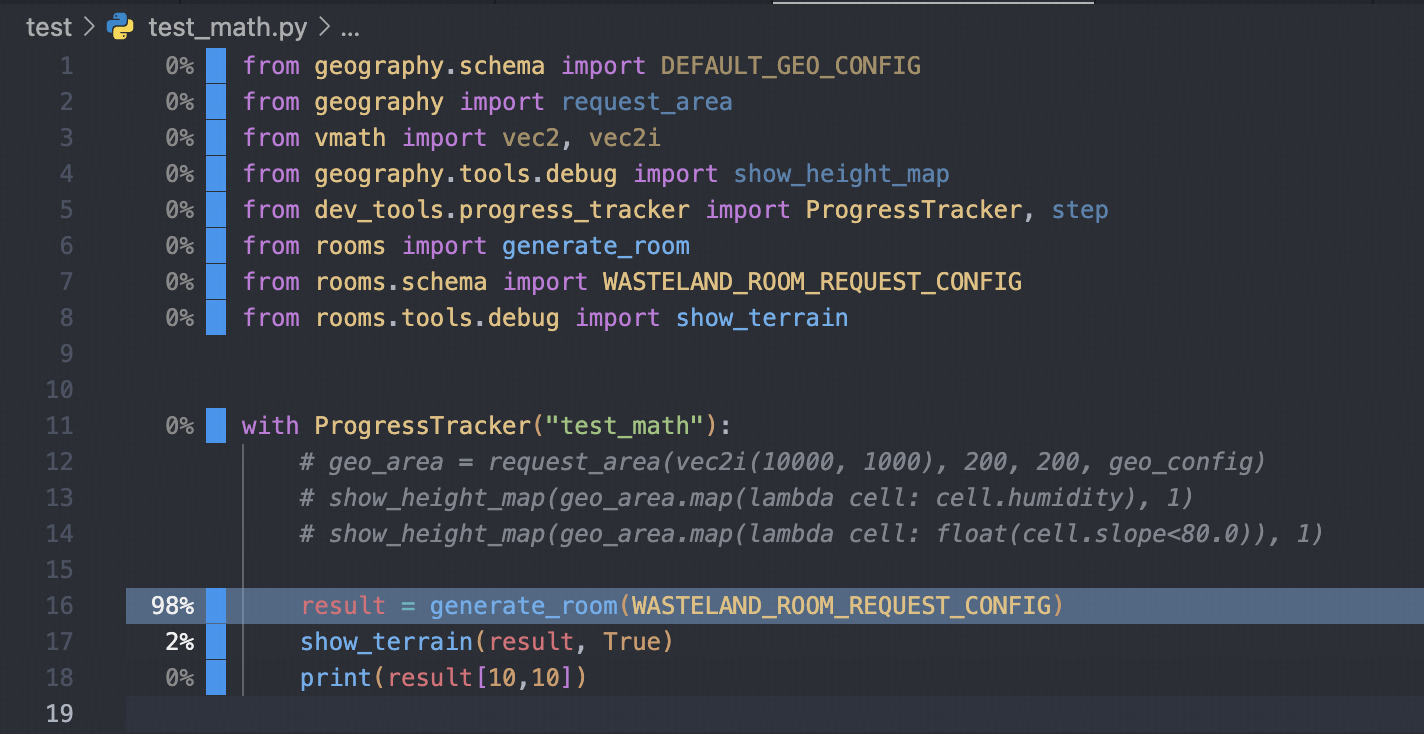 test > test_math.py > ...
1 0% from geography.schema import DEFAULT_GEO_CONFIG
2 0% from geography import request_area
3 0% from vmath import vec2, vec2i
4 0% from geography.tools.debug import show_height_map
5 0% from dev_tools.progress_tracker import ProgressTracker, step
6 0% from rooms import generate_room
7 0% from rooms.schema import WASTELAND_ROOM_REQUEST_CONFIG
8 0% from rooms.tools.debug import show_terrain
9
10
11 0% with ProgressTracker("test_math"):
12 # geo_area = request_area(vec2i(10000, 1000), 200, 200, geo_config)
13 # show_height_map(geo_area.map(lambda cell: cell.humidity), 1)
14 # show_height_map(geo_area.map(lambda cell: float(cell.slope<80.0)), 1)
15
16 98% result = generate_room(WASTELAND_ROOM_REQUEST_CONFIG)
17 2% show_terrain(result, True)
18 0% print(result[10,10])
19